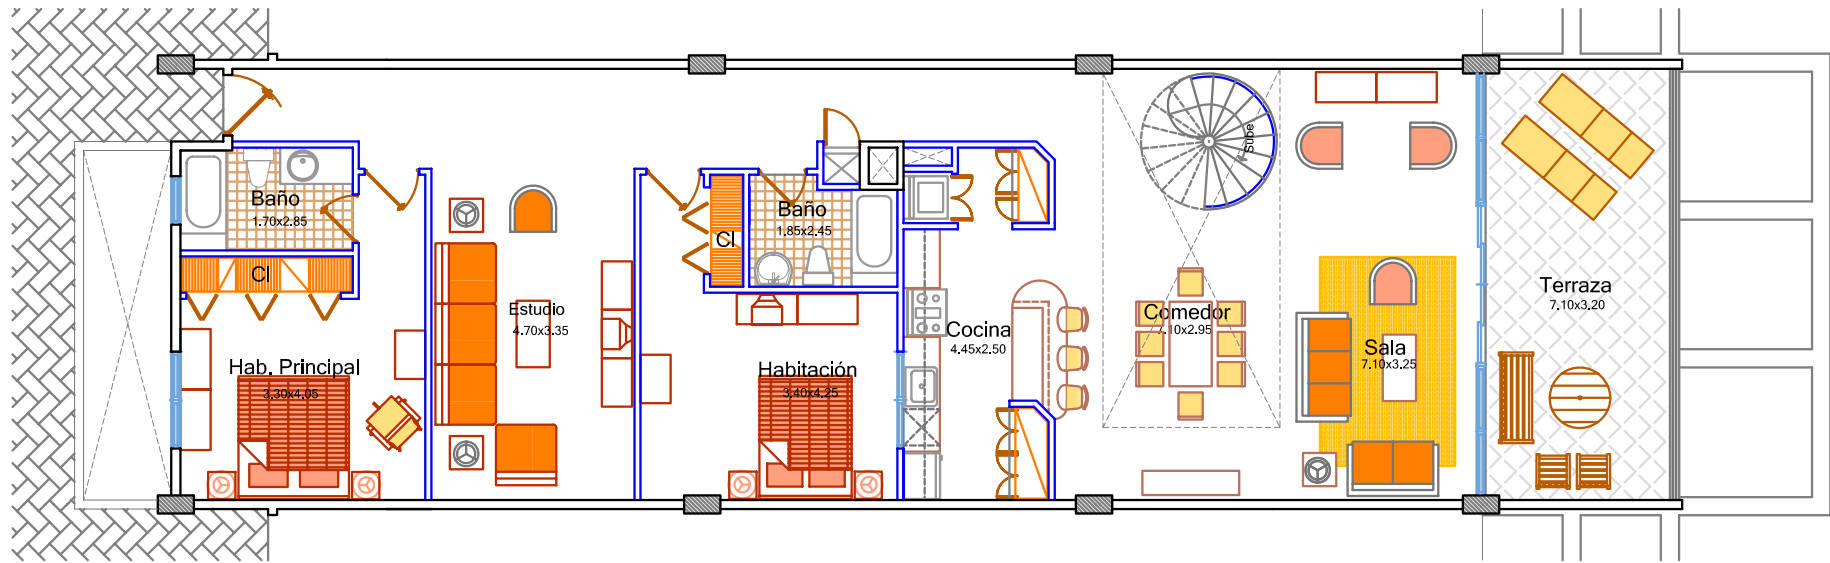 Baño
1.70x2.85
Cl
Hab. Principal
3.30x4.05
Estudio
4.70x3.35
Cl
Baño
1.85x2.45
Habitación
3.40x4.25
Cocina
4.45x2.50
Sube
Comedor
7.10x2.95
Sala
7.10x3.25
Terraza
7.10x3.20